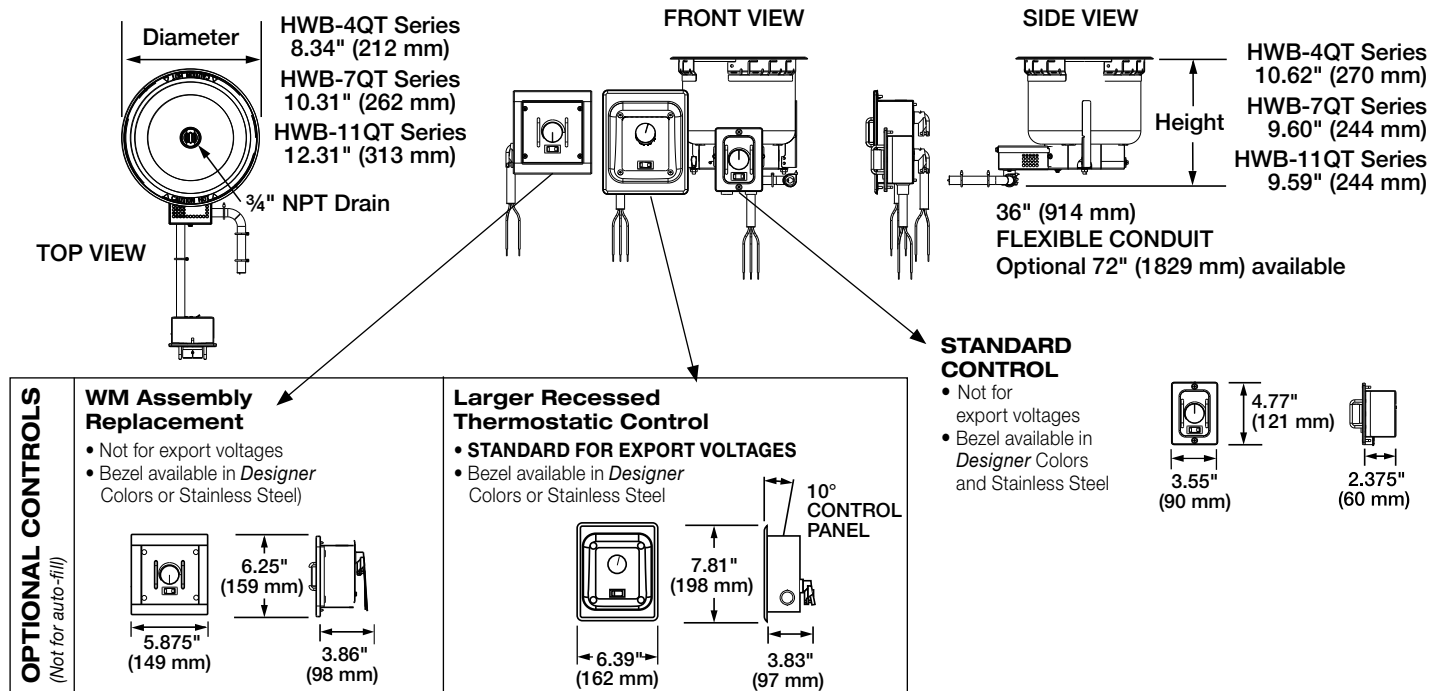 Diameter
HWB-4QT Series
8.34" (212 mm)
HWB-7QT Series
10.31" (262 mm)
HWB-11QT Series
12.31" (313 mm)
¾" NPT Drain
TOP VIEW
FRONT VIEW
SIDE VIEW
Height
HWB-4QT Series
10.62" (270 mm)
HWB-7QT Series
9.60" (244 mm)
HWB-11QT Series
9.59" (244 mm)
36" (914 mm)
FLEXIBLE CONDUIT
Optional 72" (1829 mm) available
OPTIONAL CONTROLS
(Not for auto-fill)
WM Assembly
Replacement
• Not for export voltages
• Bezel available in Designer
Colors or Stainless Steel)
6.25"
(159 mm)
5.875"
(149 mm)
3.86"
(98 mm)
Larger Recessed
Thermostatic Control
• STANDARD FOR EXPORT VOLTAGES
• Bezel available in Designer
Colors or Stainless Steel
10°
CONTROL
PANEL
7.81"
(198 mm)
6.39"
(162 mm)
3.83"
(97 mm)
STANDARD
CONTROL
• Not for
export voltages
• Bezel available in
Designer Colors
and Stainless Steel
4.77"
(121 mm)
3.55"
(90 mm)
2.375"
(60 mm)